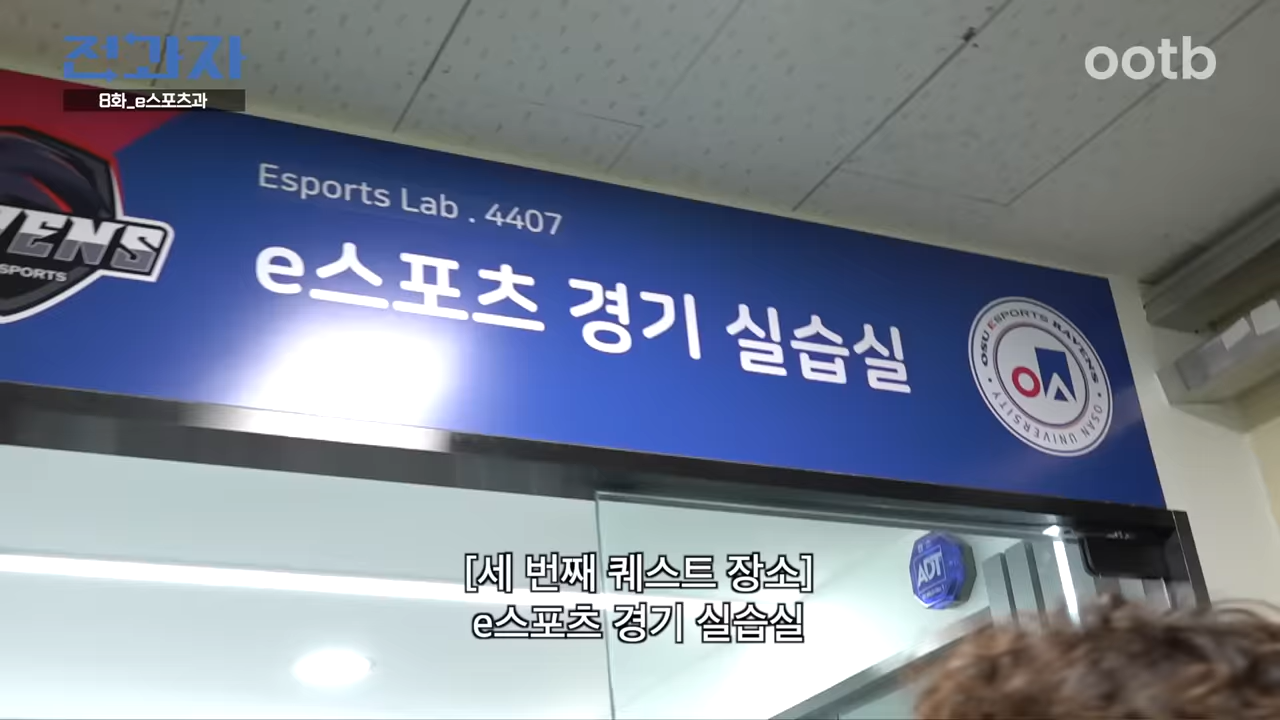 전과자
8화_e스포츠과
ootb
Esports Lab . 4407
e스포츠 경기 실습실
SPORTS
OSU ESPORTS RAVENS
OSAN UNIVERSITY
ADT
[세 번째 퀘스트 장소]
e스포츠 경기 실습실